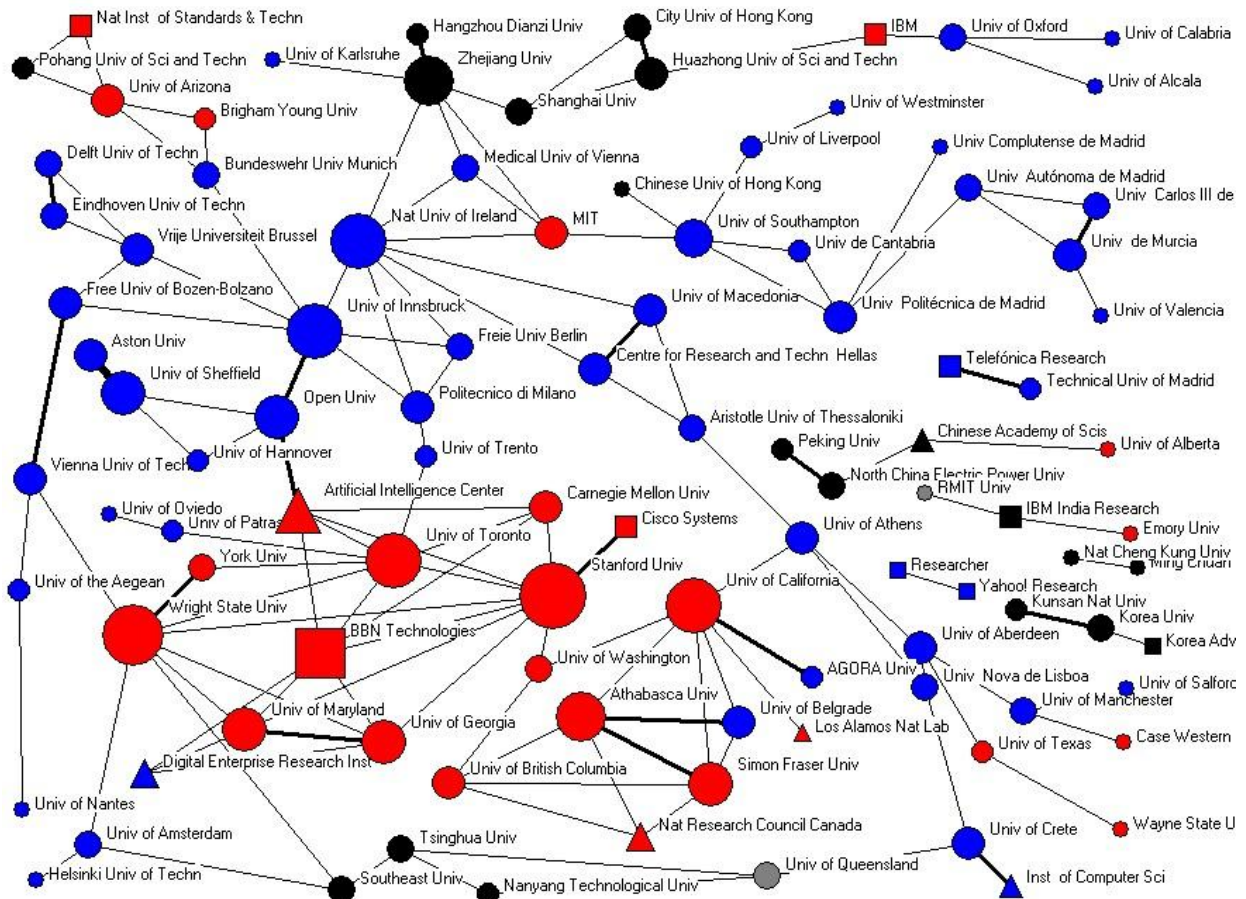 Nat Inst of Standards & Techn
Hangzhou Dianzi Univ
City Univ of Hong Kong
IBM
Univ of Oxford
Univ of Calabria
Pohang Univ of Sci and Techn
Univ of Karlsruhe
Zhejiang Univ
Huazhong Univ of Sci and Techn
Univ of Arizona
Univ of Alcala
Shanghai Univ
Univ of Westminster
Brigham Young Univ
Univ of Liverpool
Univ Complutense de Madrid
Delft Univ of Techn
Bundeswehr Univ Munich
Medical Univ of Vienna
Univ Autónoma de Madrid
Chinese Univ of Hong Kong
Univ Carlos III de
Eindhoven Univ of Techn
Nat Univ of Ireland
MIT
Univ of Southampton
Vrije Universiteit Brussel
Univ de Cantabria
Univ de Murcia
Free Univ of Bozen-Bolzano
Univ of Innsbruck
Univ of Macedonia
Univ Politécnica de Madrid
Univ of Valencia
Aston Univ
Freie Univ Berlin
Centre for Research and Techn Hellas
Telefónica Research
Univ of Sheffield
Technical Univ of Madrid
Open Univ
Politecnico di Milano
Aristotle Univ of Thessaloniki
Chinese Academy of Scis
Univ of Hannover
Univ of Trento
Peking Univ
Univ of Alberta
Vienna Univ of Tech
North China Electric Power Univ
Artificial Intelligence Center
Carnegie Mellon Univ
RMIT Univ
Univ of Oviedo
Cisco Systems
IBM India Research
Univ of Patras
Univ of Toronto
Univ of Athens
Emory Univ
York Univ
Stanford Univ
Nat Cheng Kung Univ
Univ of the Aegean
Univ of California
Researcher
Ming Chuan
Wright State Univ
Yahoo! Research
Kunsan Nat Univ
BBN Technologies
Korea Univ
Univ of Aberdeen
Korea Adv
Univ of Washington
AGORA Univ
Univ Nova de Lisboa
Univ of Salford
Athabasca Univ
Univ of Belgrade
Univ of Manchester
Univ of Maryland
Univ of Georgia
Los Alamos Nat Lab
Case Western
Digital Enterprise Research Inst
Univ of British Columbia
Simon Fraser Univ
Univ of Texas
Univ of Nantes
Univ of Amsterdam
Tsinghua Univ
Nat Research Council Canada
Univ of Crete
Wayne State U
Helsinki Univ of Techn
Southeast Univ
Nanyang Technological Univ
Univ of Queensland
Inst of Computer Sci